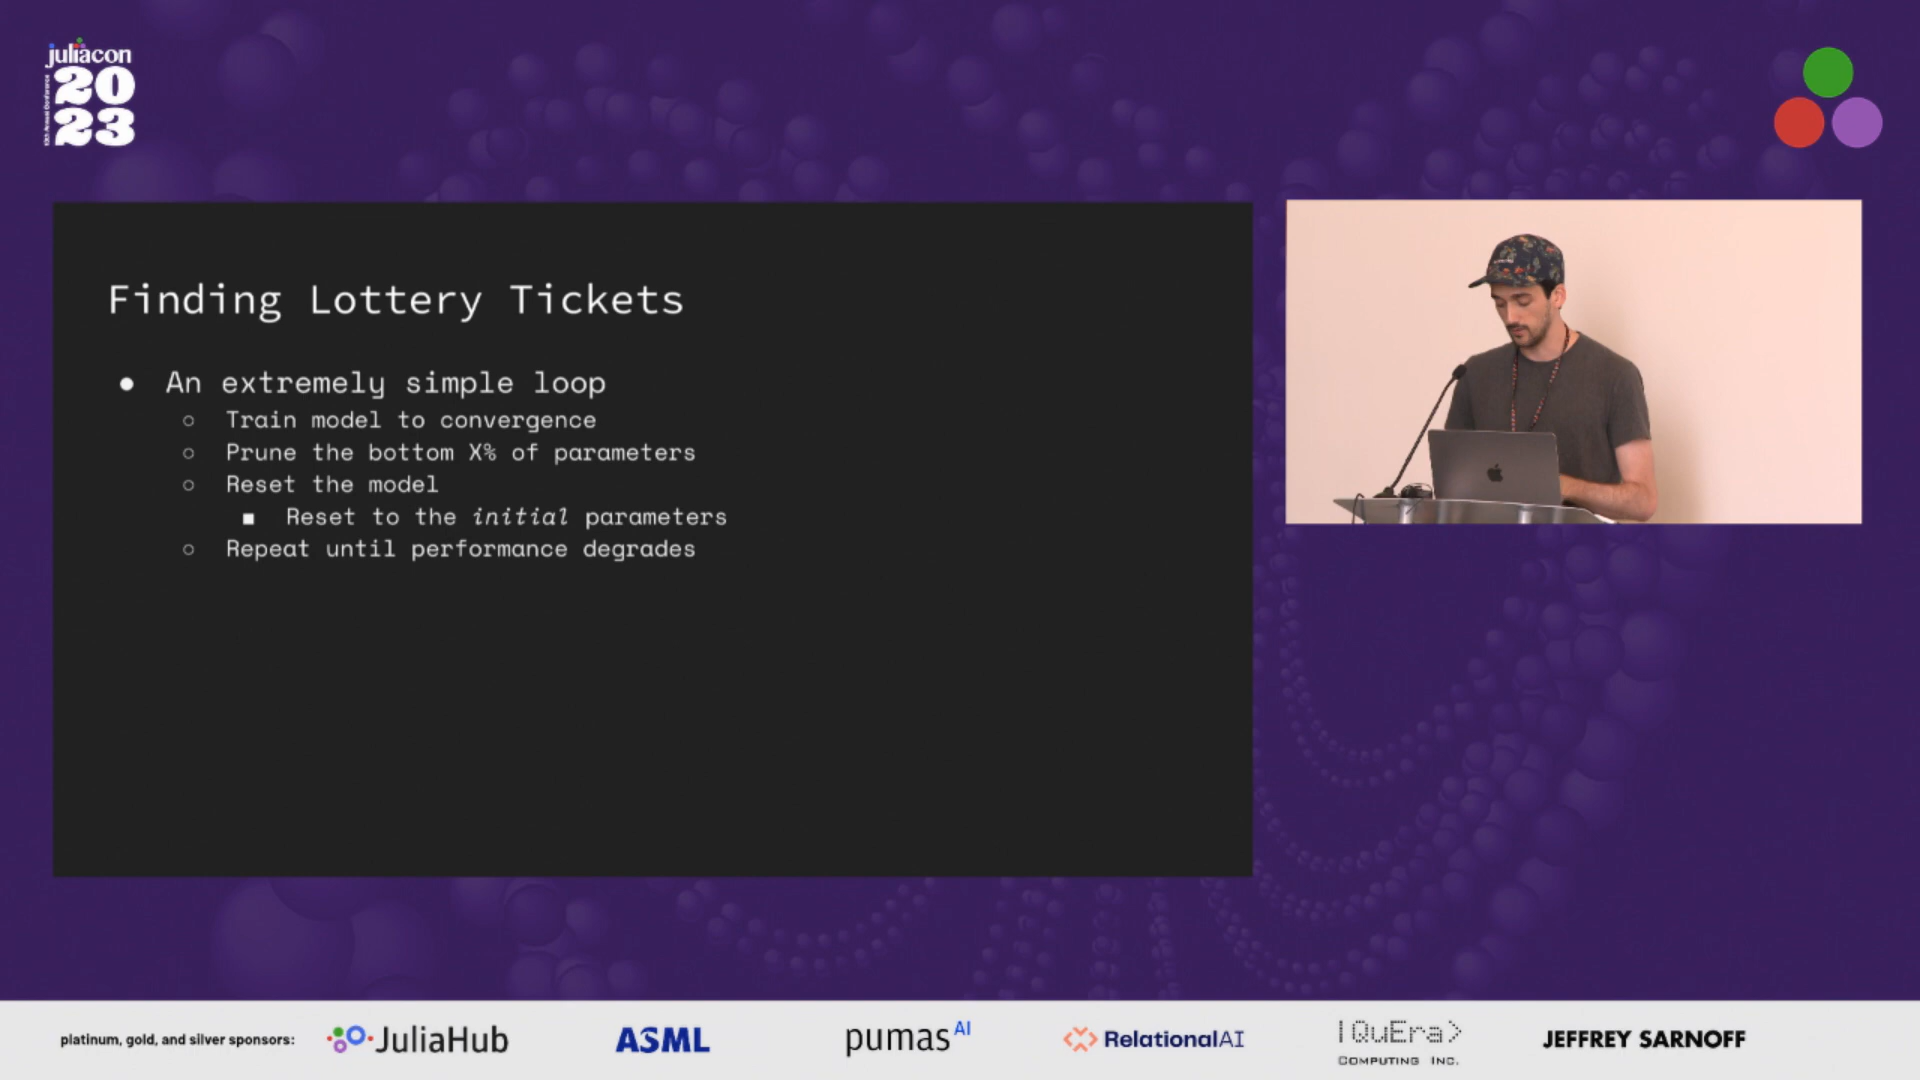 juliacon
20
23
Finding Lottery Tickets
An extremely simple loop
Train model to convergence
Prune the bottom X% of parameters
Reset the model
Reset to the initial parameters
Repeat until performance degrades
platinum, gold, and silver sponsors:
JuliaHub
ASML
pumas AI
RelationalAI
|QuEra>
COMPUTING INC.
JEFFREY SARNOFF